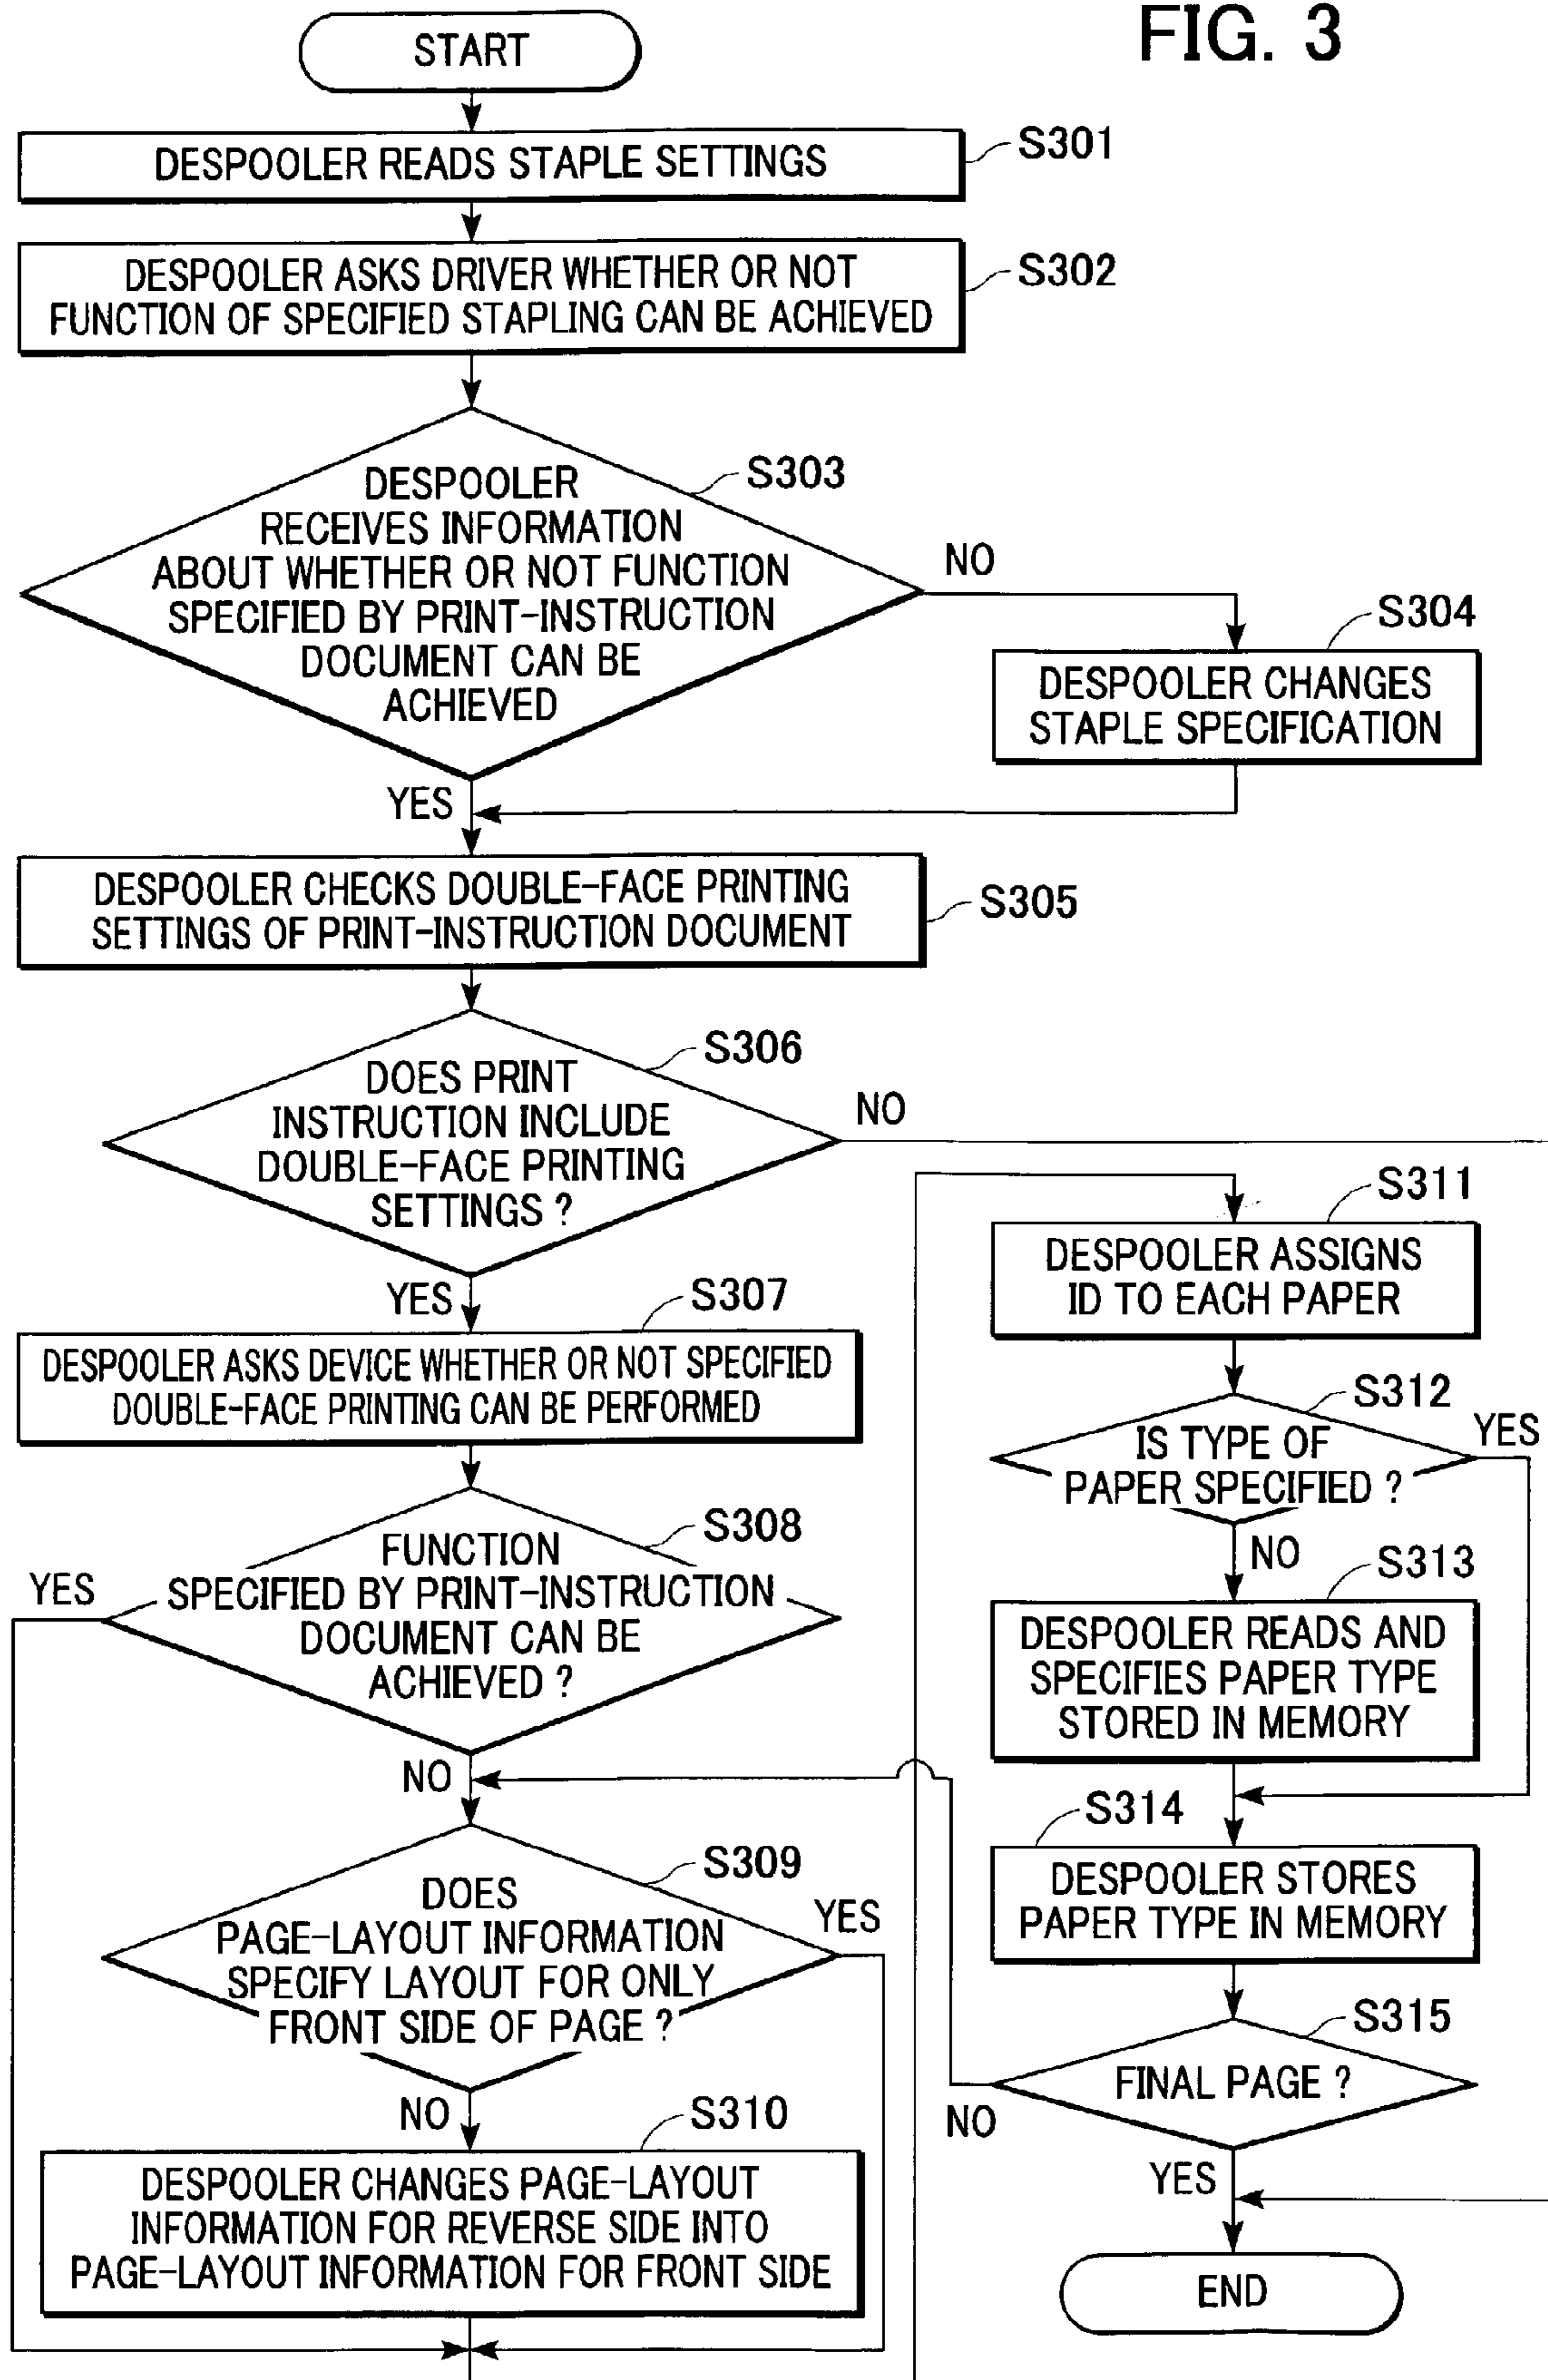 FIG. 3
START
DESPOOLER READS STAPLE SETTINGS
S301
DESPOOLER ASKS DRIVER WHETHER OR NOT
FUNCTION OF SPECIFIED STAPLING CAN BE ACHIEVED
S302
DESPOOLER
RECEIVES INFORMATION
ABOUT WHETHER OR NOT FUNCTION
SPECIFIED BY PRINT-INSTRUCTION
DOCUMENT CAN BE
ACHIEVED
S303
NO
YES
S304
DESPOOLER CHANGES
STAPLE SPECIFICATION
DESPOOLER CHECKS DOUBLE-FACE PRINTING
SETTINGS OF PRINT-INSTRUCTION DOCUMENT
S305
DOES PRINT
INSTRUCTION INCLUDE
DOUBLE-FACE PRINTING
SETTINGS ?
S306
NO
YES
S307
DESPOOLER ASKS DEVICE WHETHER OR NOT SPECIFIED
DOUBLE-FACE PRINTING CAN BE PERFORMED
S308
FUNCTION
SPECIFIED BY PRINT-INSTRUCTION
DOCUMENT CAN BE
ACHIEVED ?
YES
NO
S309
DOES
PAGE-LAYOUT INFORMATION
SPECIFY LAYOUT FOR ONLY
FRONT SIDE OF PAGE ?
YES
NO
S310
DESPOOLER CHANGES PAGE-LAYOUT
INFORMATION FOR REVERSE SIDE INTO
PAGE-LAYOUT INFORMATION FOR FRONT SIDE
S311
DESPOOLER ASSIGNS
ID TO EACH PAPER
S312
IS TYPE OF
PAPER SPECIFIED ?
YES
NO
S313
DESPOOLER READS AND
SPECIFIES PAPER TYPE
STORED IN MEMORY
S314
DESPOOLER STORES
PAPER TYPE IN MEMORY
S315
FINAL PAGE ?
NO
YES
END